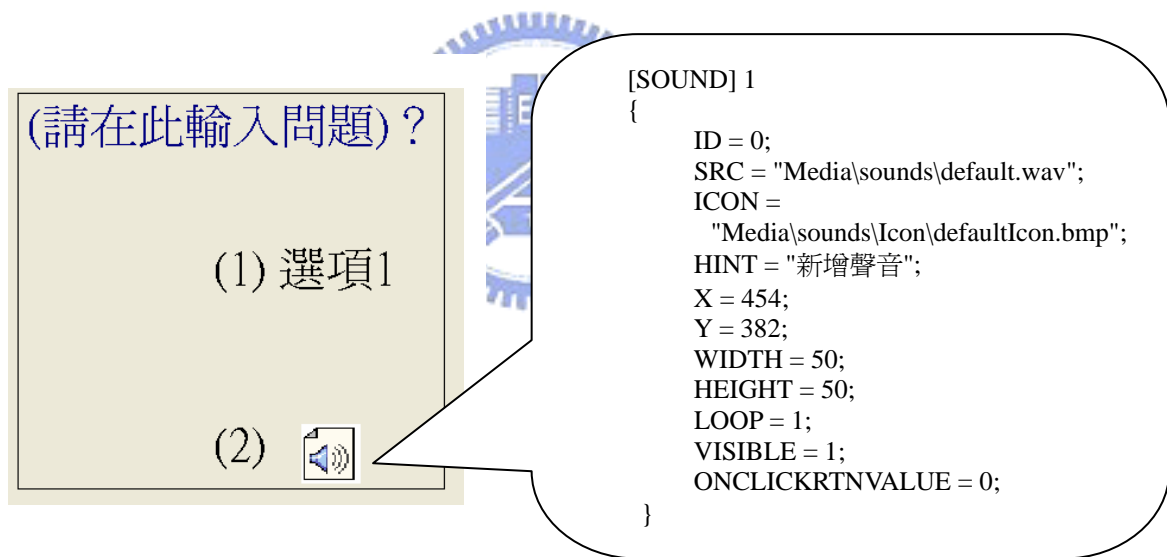 (請在此輸入問題)？
(1) 選項1
(2)
[SOUND] 1
{
ID = 0;
SRC = "Media\sounds\default.wav";
ICON =
"Media\sounds\Icon\defaultIcon.bmp";
HINT = "新增聲音";
X = 454;
Y = 382;
WIDTH = 50;
HEIGHT = 50;
LOOP = 1;
VISIBLE = 1;
ONCLICKRTNVALUE = 0;
}